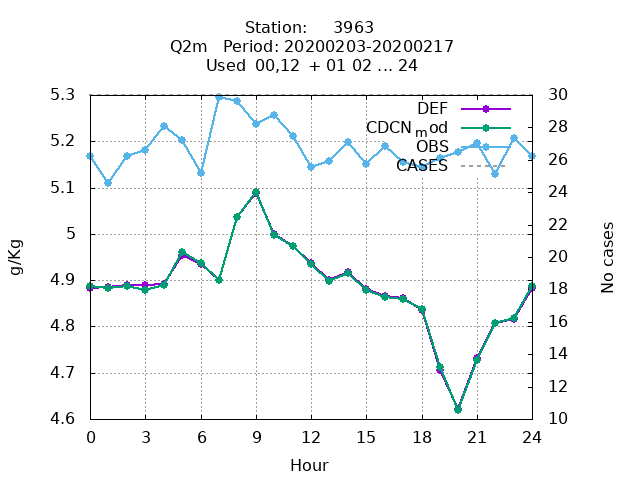 Station:     3963
Q2m   Period: 20200203-20200217
Used 00,12 + 01 02 ... 24
5.3
5.2
5.1
5
4.9
4.8
4.7
4.6
30
28
26
24
22
20
18
16
14
12
10
DEF
CDCN mod
OBS
CASES
g/Kg
No cases
0 3 6 9 12 15 18 21 24
Hour